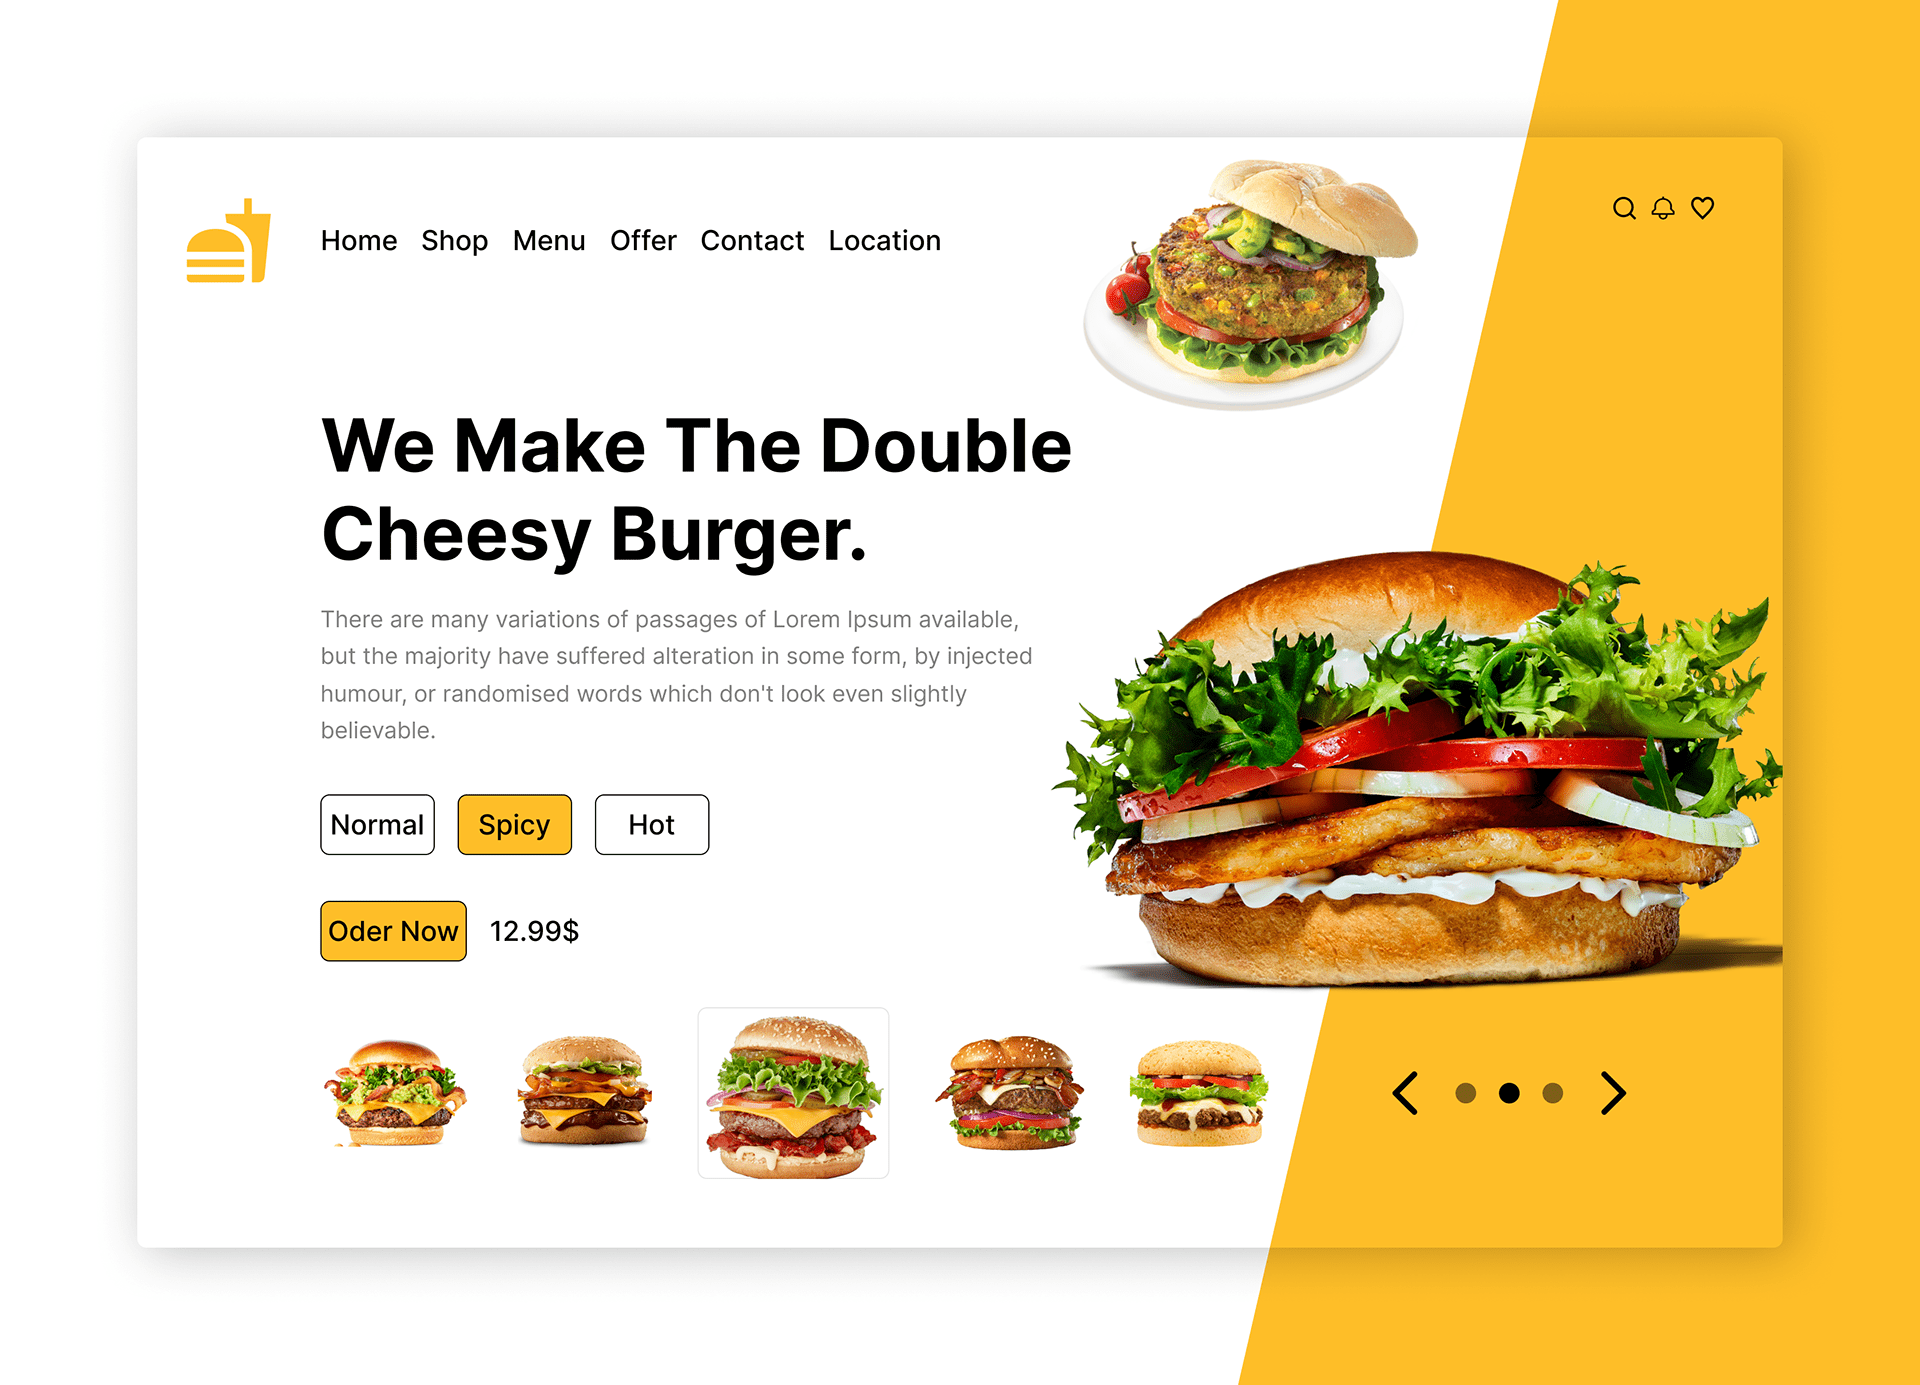 Home Shop Menu Offer Contact Location
We Make The Double
Cheesy Burger.
There are many variations of passages of Lorem Ipsum available,
but the majority have suffered alteration in some form, by injected
humour, or randomised words which don't look even slightly
believable.
Normal Spicy Hot
Oder Now 12.99$